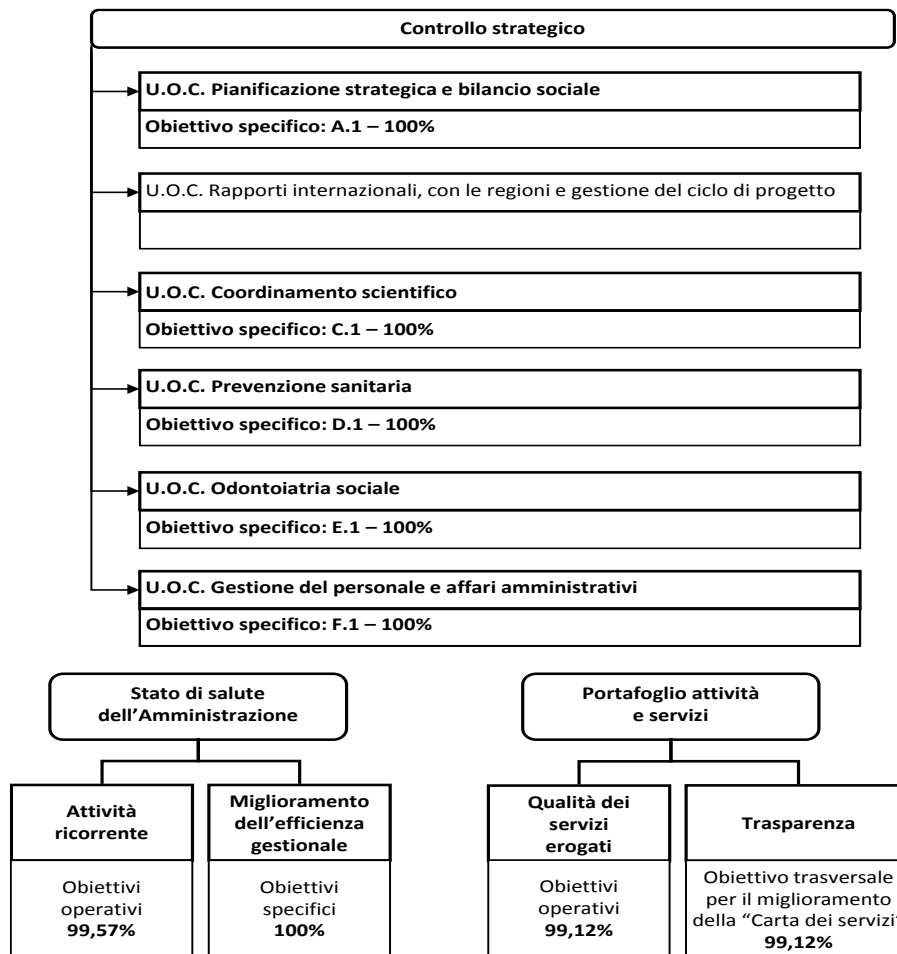 Controllo strategico
U.O.C. Pianificazione strategica e bilancio sociale
Obiettivo specifico: A.1 – 100%
U.O.C. Rapporti internazionali, con le regioni e gestione del ciclo di progetto
U.O.C. Coordinamento scientifico
Obiettivo specifico: C.1 – 100%
U.O.C. Prevenzione sanitaria
Obiettivo specifico: D.1 – 100%
U.O.C. Odontoiatria sociale
Obiettivo specifico: E.1 – 100%
U.O.C. Gestione del personale e affari amministrativi
Obiettivo specifico: F.1 – 100%
Stato di salute
dell’Amministrazione
Attività
ricorrente
Obiettivi
operativi
99,57%
Miglioramento
dell’efficienza
gestionale
Obiettivi
specifici
100%
Portafoglio attività
e servizi
Qualità dei
servizi
erogati
Obiettivi
operativi
99,12%
Trasparenza
Obiettivo trasversale
per il miglioramento
della “Carta dei servizi”
99,12%